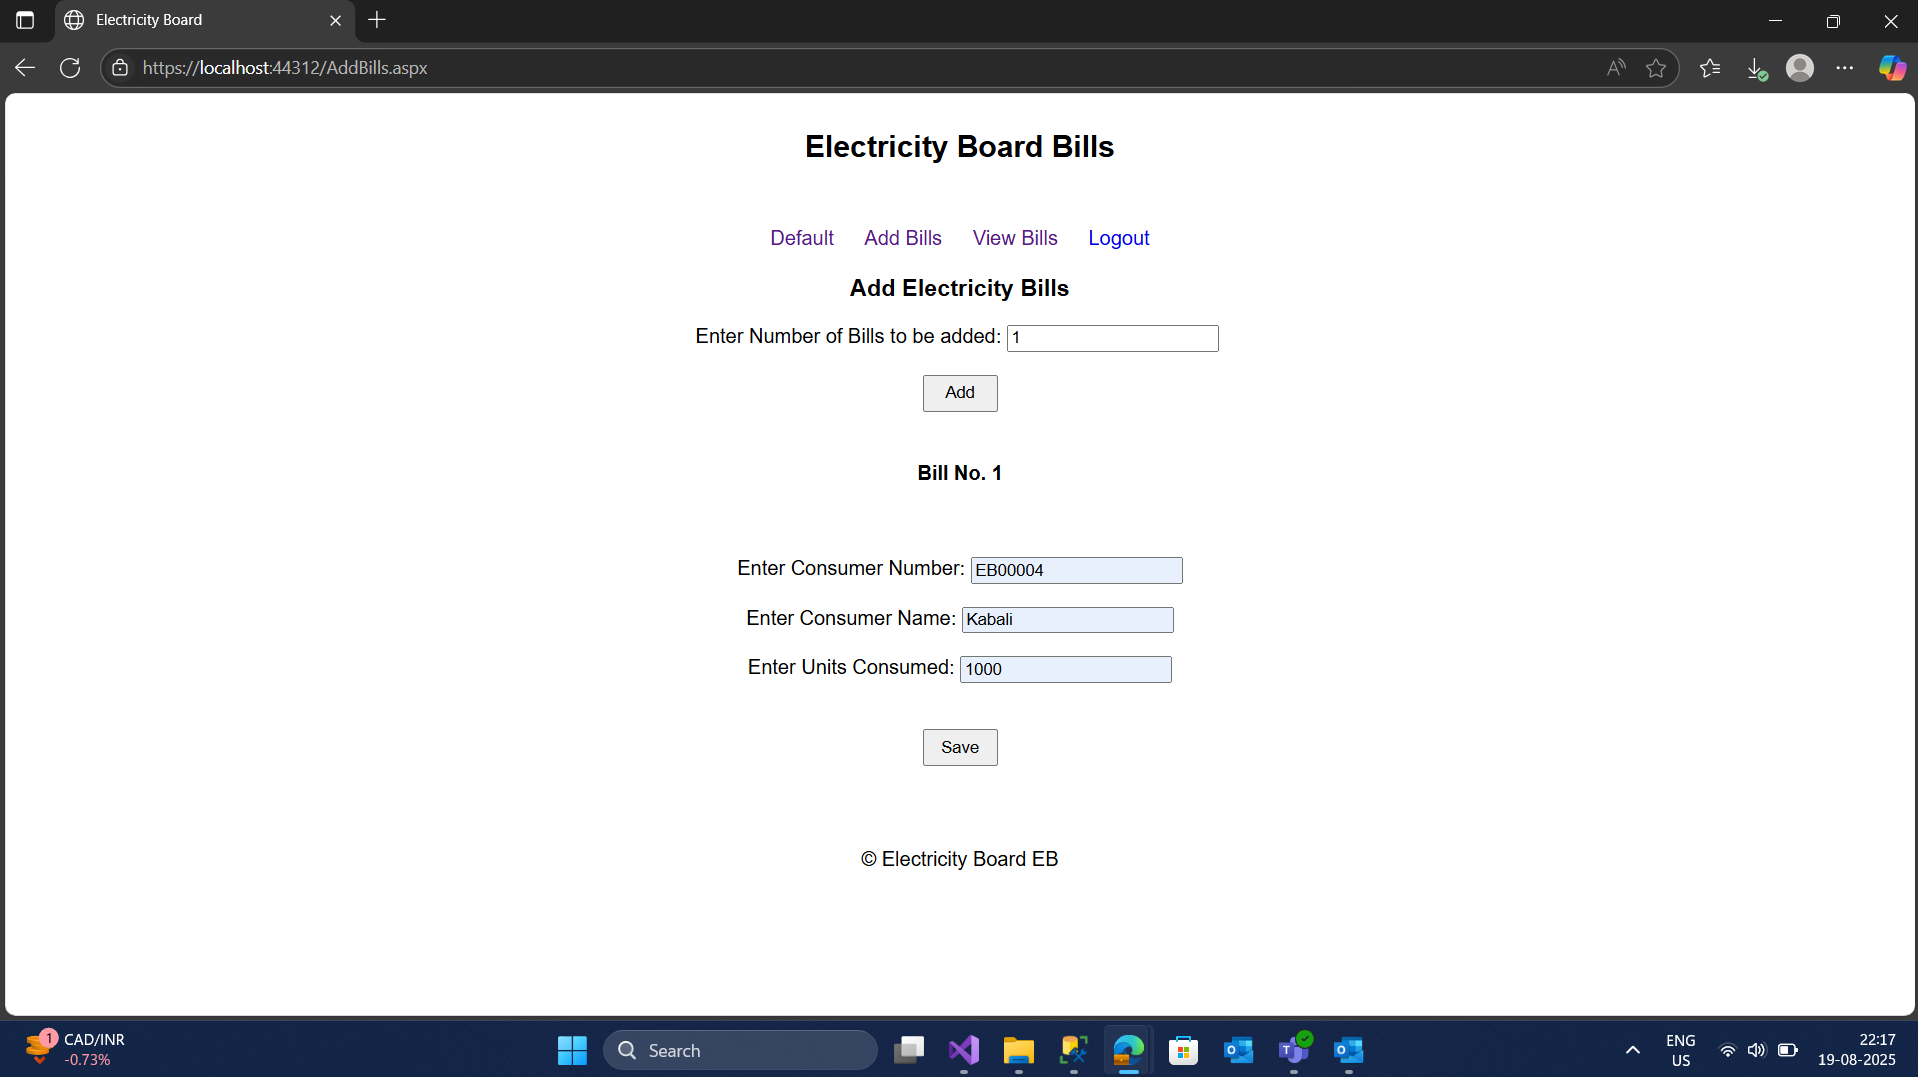 Electricity Board
https://localhost:44312/AddBills.aspx
Electricity Board Bills
Default Add Bills View Bills Logout
Add Electricity Bills
Enter Number of Bills to be added: 1
Add
Bill No. 1
Enter Consumer Number: EB00004
Enter Consumer Name: Kabali
Enter Units Consumed: 1000
Save
© Electricity Board EB
1 CAD/INR
-0.73%
Search
ENG
US
22:17
19-08-2025